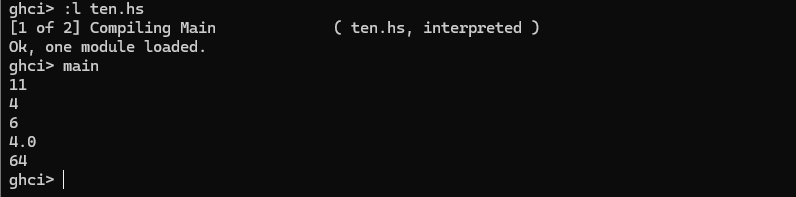 ghci> :l ten.hs
[1 of 2] Compiling Main             ( ten.hs, interpreted )
Ok, one module loaded.
ghci> main
11
4
6
4.0
64
ghci>